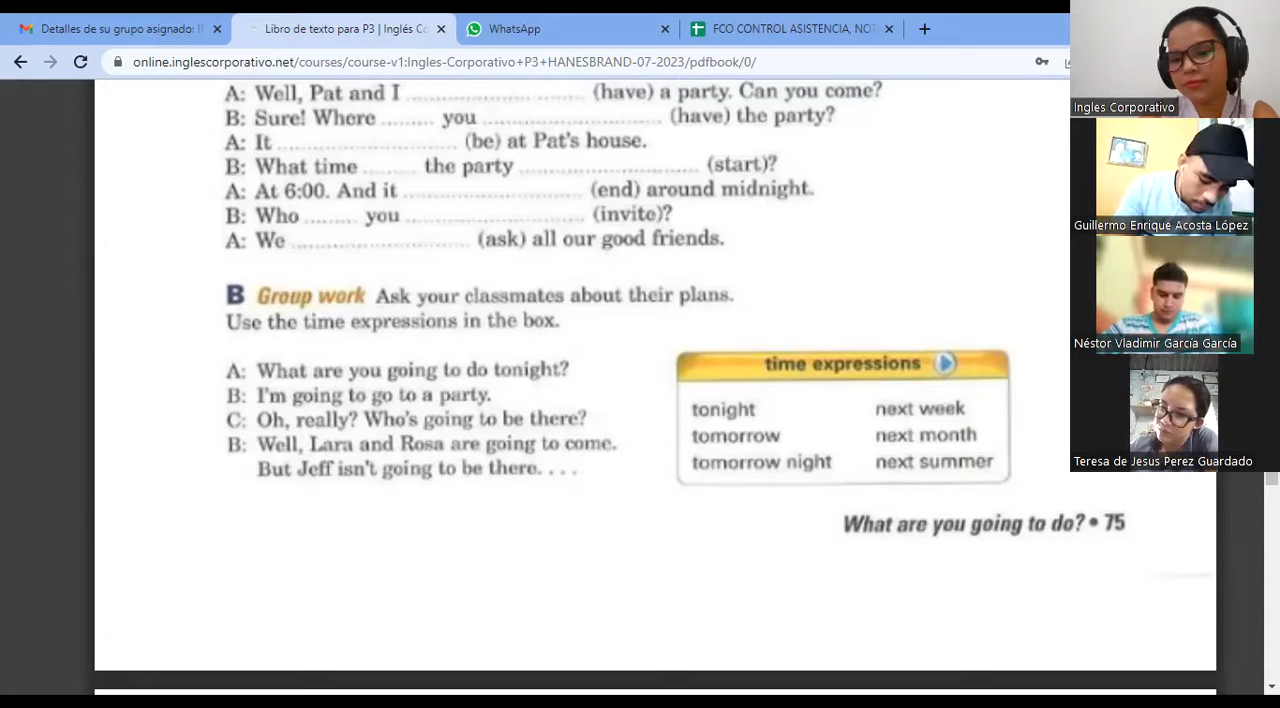 Detalles de su grupo asignado: (
Libro de texto para P3 | Inglés Co
WhatsApp
FCO CONTROL ASISTENCIA, NOT
online.inglescorporativo.net/courses/course-v1:Ingles-Corporativo+P3+HANESBRAND-07-2023/pdfbook/0/
A: Well, Pat and I ........................ (have) a party. Can you come?
B: Sure! Where ........ you ........................ (have) the party?
A: It ........................ (be) at Pat's house.
B: What time ........ the party ........................ (start)?
A: At 6:00. And it ........................ (end) around midnight.
B: Who ........ you ........................ (invite)?
A: We ........................ (ask) all our good friends.
B Group work Ask your classmates about their plans.
Use the time expressions in the box.
A: What are you going to do tonight?
B: I'm going to go to a party.
C: Oh, really? Who's going to be there?
B: Well, Lara and Rosa are going to come.
But Jeff isn't going to be there. . . .
time expressions
tonight next week
tomorrow next month
tomorrow night next summer
What are you going to do? • 75
Ingles Corporativo
Guillermo Enrique Acosta López
Néstor Vladimir García García
Teresa de Jesus Perez Guardado